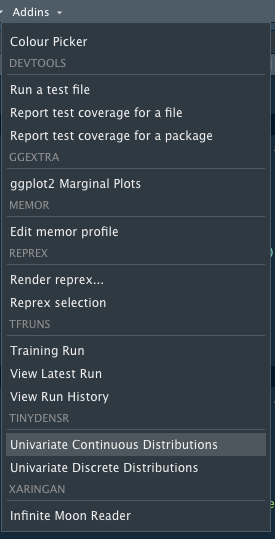 Addins
Colour Picker
DEVTOOLS
Run a test file
Report test coverage for a file
Report test coverage for a package
GGEXTRA
ggplot2 Marginal Plots
MEMOR
Edit memor profile
REPREX
Render reprex...
Reprex selection
TFRUNS
Training Run
View Latest Run
View Run History
TINYDENSR
Univariate Continuous Distributions
Univariate Discrete Distributions
XARINGAN
Infinite Moon Reader